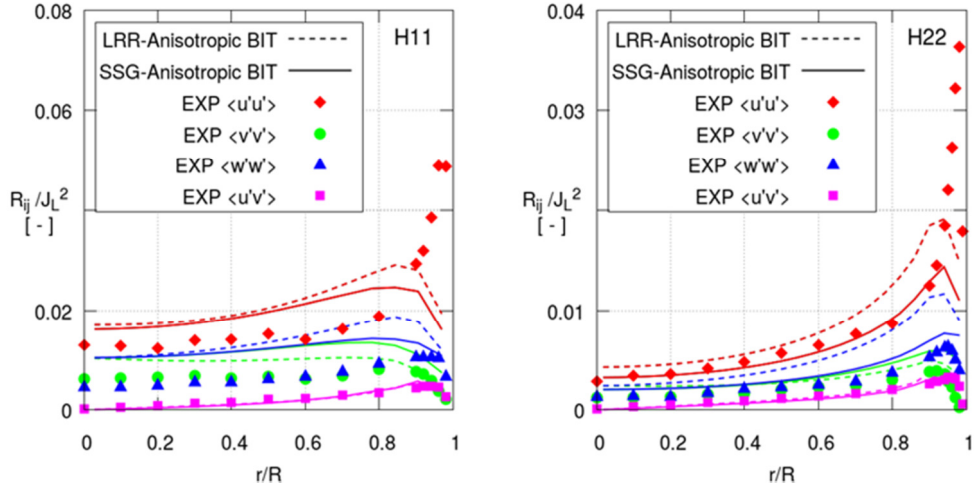 0.08
LRR-Anisotropic BIT
H11
SSG-Anisotropic BIT
EXP <u'u'>
0.06
EXP <v'v'>
EXP <w'w'>
EXP <u'v'>
R_ij /J_L^2
[ - ]
0.02
0
0 0.2 0.4 0.6 0.8 1
r/R
0.04
LRR-Anisotropic BIT
H22
SSG-Anisotropic BIT
EXP <u'u'>
0.03
EXP <v'v'>
EXP <w'w'>
EXP <u'v'>
R_ij /J_L^2
[ - ]
0.01
0
0 0.2 0.4 0.6 0.8 1
r/R